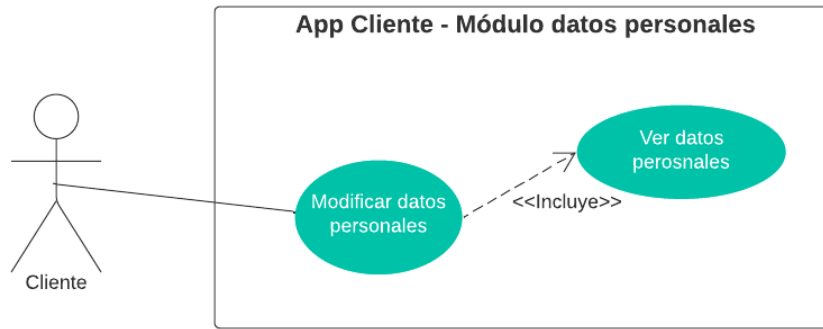 App Cliente - Módulo datos personales
Ver datos
perosnales
Modificar datos
personales
<<Incluye>>
Cliente